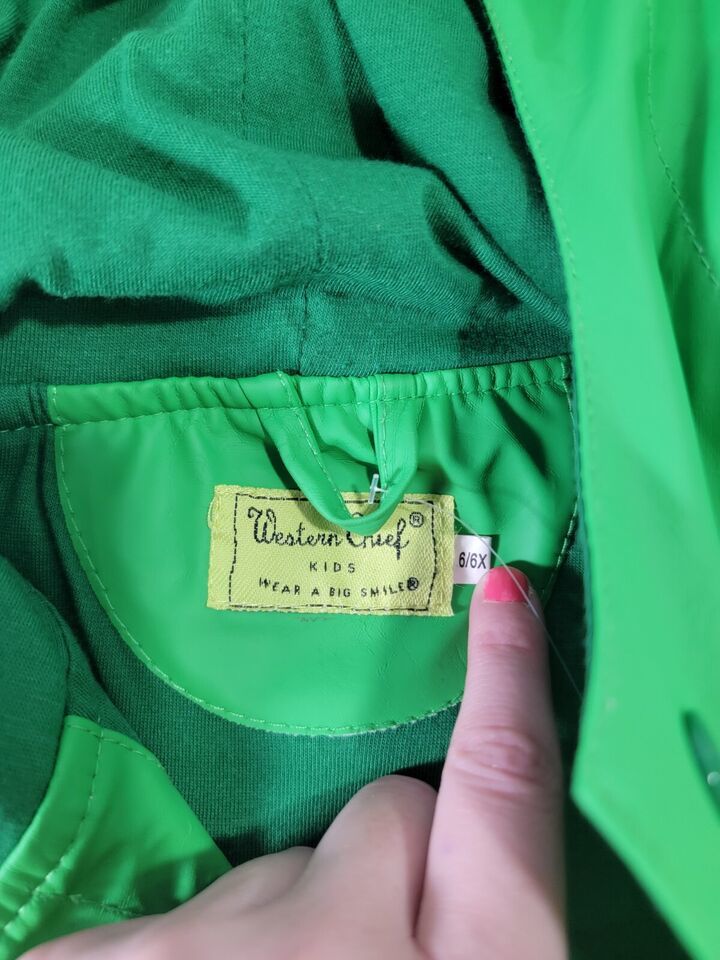 Western Chief®
KIDS
WEAR A BIG SMILE®
6/6X